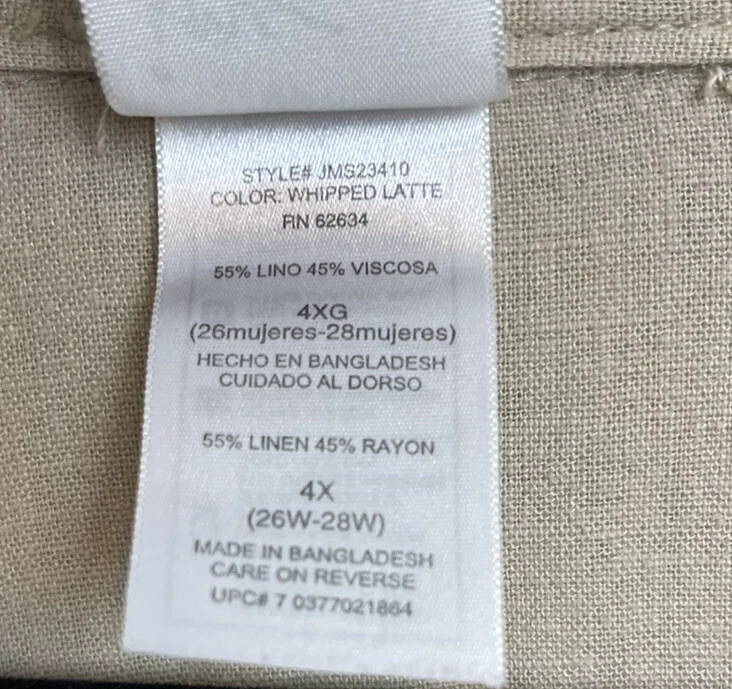 STYLE# JMS23410
COLOR: WHIPPED LATTE
RN 62634
55% LINO 45% VISCOSA
4XG
(26mujeres-28mujeres)
HECHO EN BANGLADESH
CUIDADO AL DORSO
55% LINEN 45% RAYON
4X
(26W-28W)
MADE IN BANGLADESH
CARE ON REVERSE
UPC# 7 0377021864